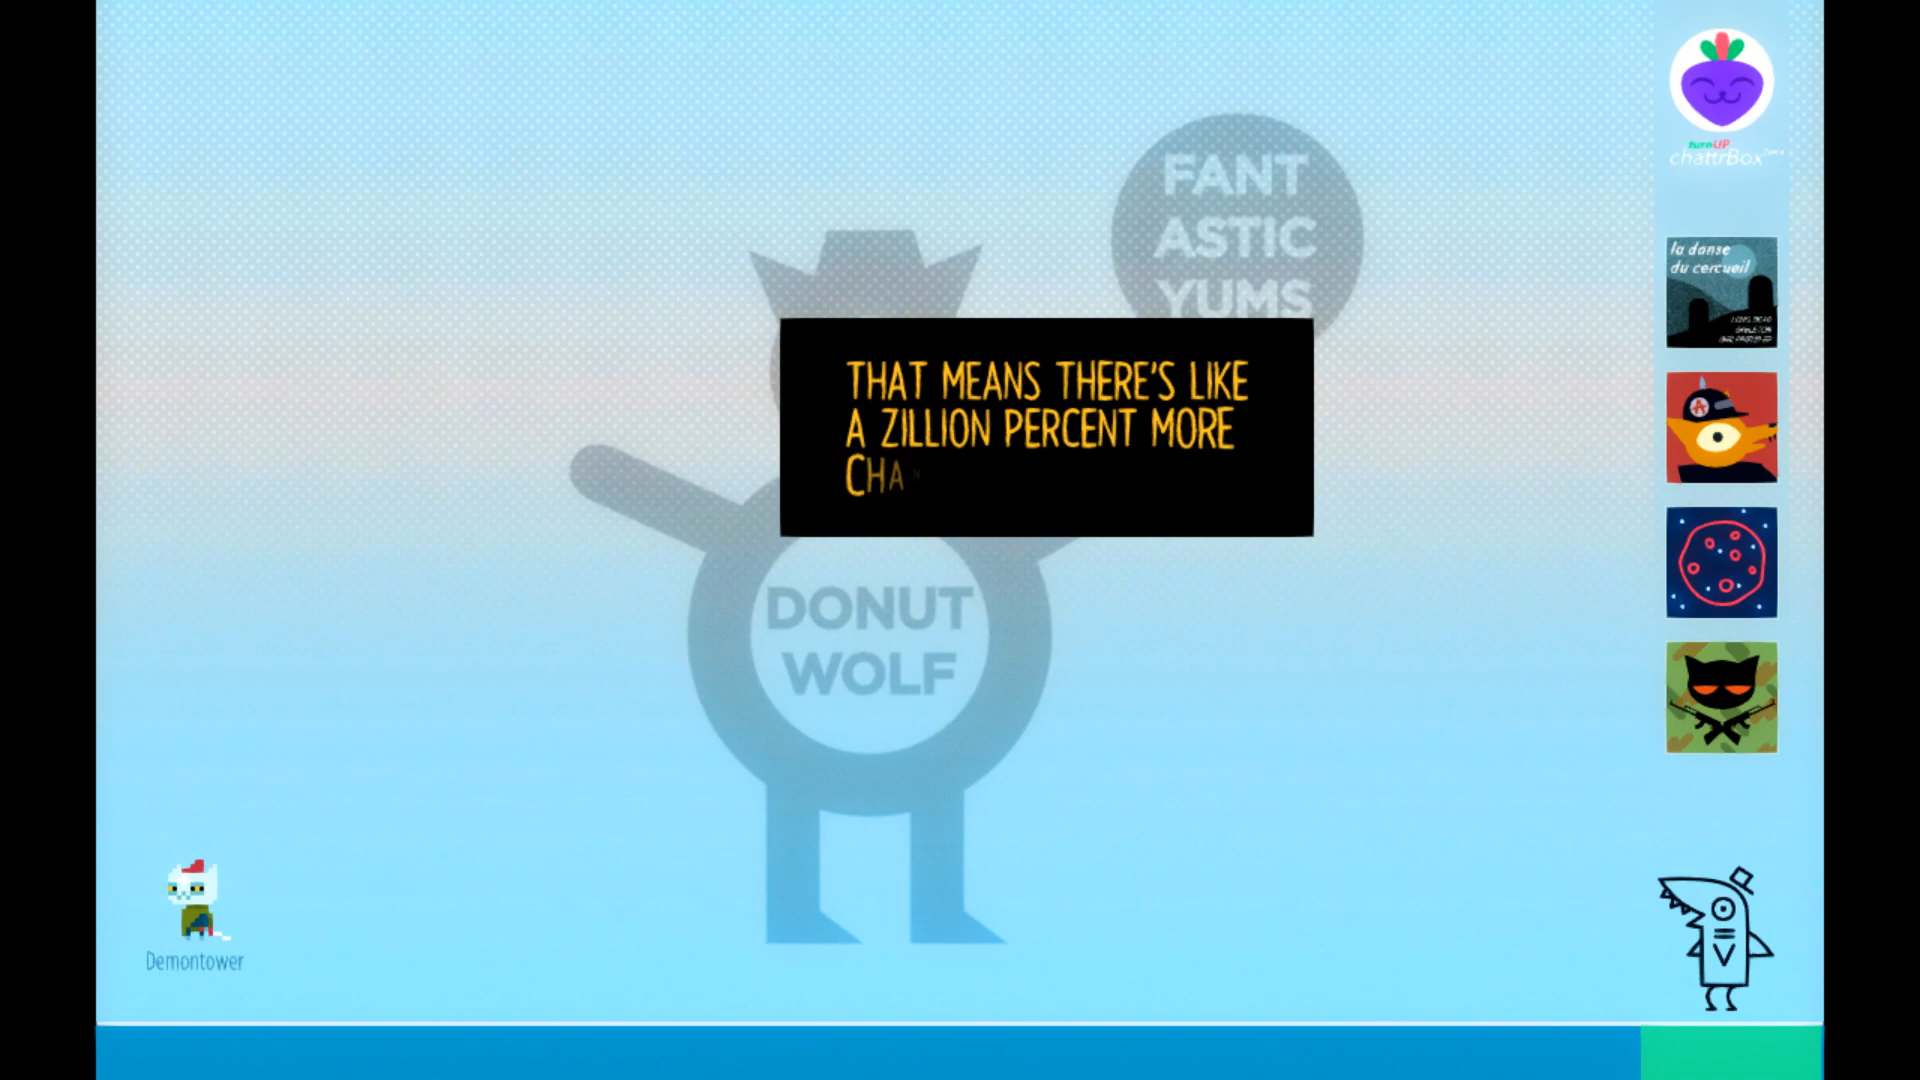 FANT
ASTIC
YUMS
THAT MEANS THERE'S LIKE
A ZILLION PERCENT MORE
CHA
DONUT
WOLF
turnUP
chattrBox
la danse
du cercueil
A
Demontower